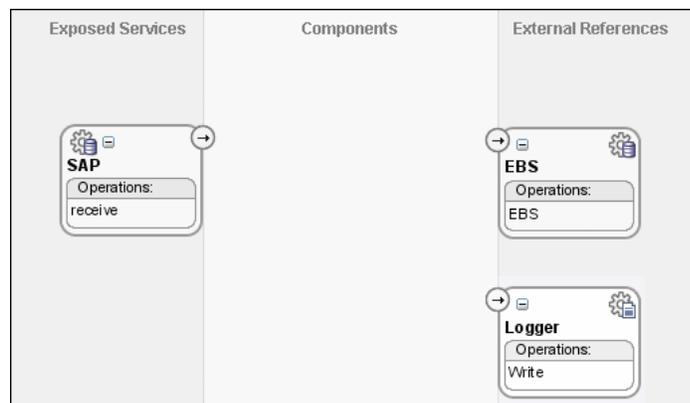 Exposed Services
Components
External References
SAP
Operations:
receive
EBS
Operations:
EBS
Logger
Operations:
Write